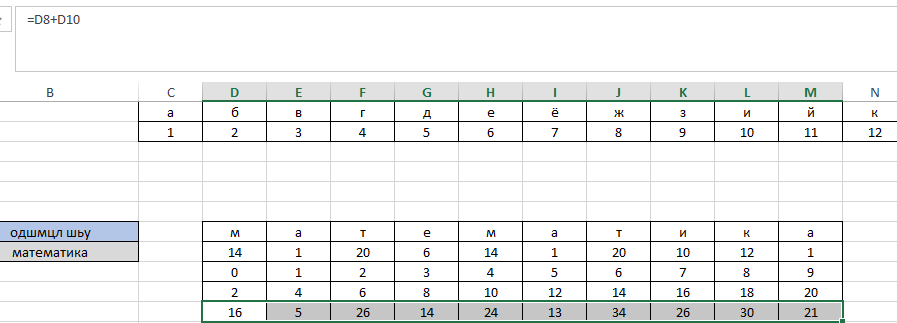 =D8+D10
B C D E F G H I J K L M N
а б в г д е ё ж з и й к
1 2 3 4 5 6 7 8 9 10 11 12
одшмцл шьу м а т е м а т и к а
математика 14 1 20 6 14 1 20 10 12 1
0 1 2 3 4 5 6 7 8 9
2 4 6 8 10 12 14 16 18 20
16 5 26 14 24 13 34 26 30 21